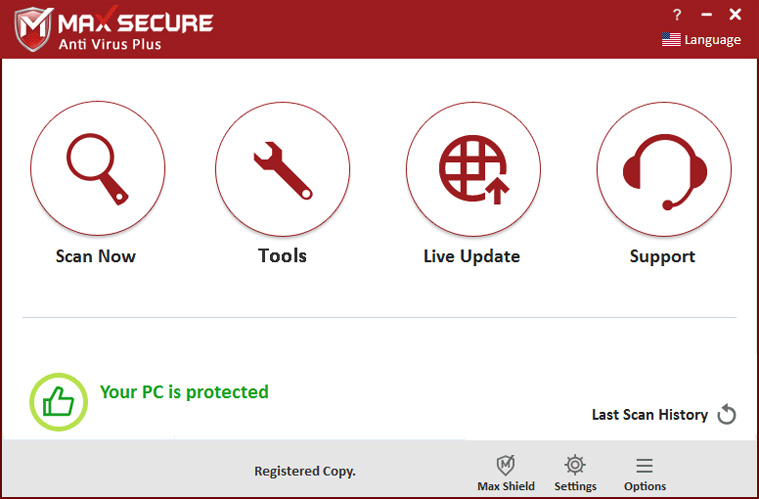 MAX SECURE
Anti Virus Plus
?
Language
Scan Now
Tools
Live Update
Support
Your PC is protected
Last Scan History
Registered Copy.
Max Shield
Settings
Options